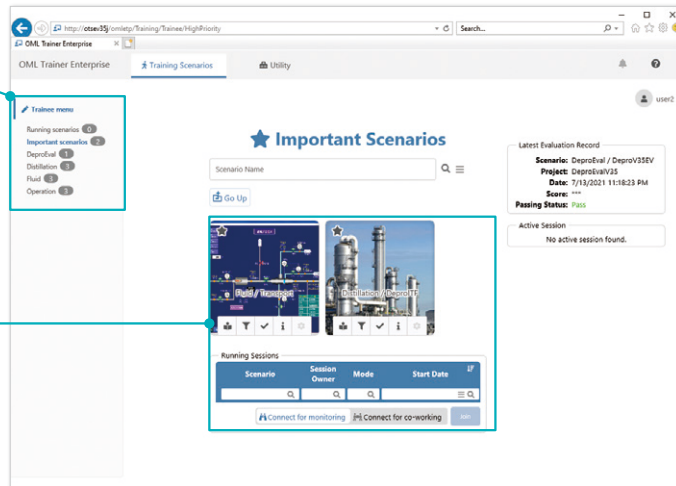 http://otsev35j/omletp/Training/Trainee/HighPriority
Search...
OML Trainer Enterprise
OML Trainer Enterprise
Training Scenarios
Utility
user2
Trainee menu
Running scenarios 0
Important scenarios 2
DeproEval 1
Distillation 3
Fluid 3
Operation 3
Important Scenarios
Scenario Name
Go Up
Fluid / Transport
Distillation / DeproITF
Running Sessions
Scenario
Session Owner
Mode
Start Date
Connect for monitoring
Connect for co-working
Join
Latest Evaluation Record
Scenario: DeproEval / DeproV35EV
Project: DeproEvalV35
Date: 7/13/2021 11:18:23 PM
Score: ***
Passing Status: Pass
Active Session
No active session found.